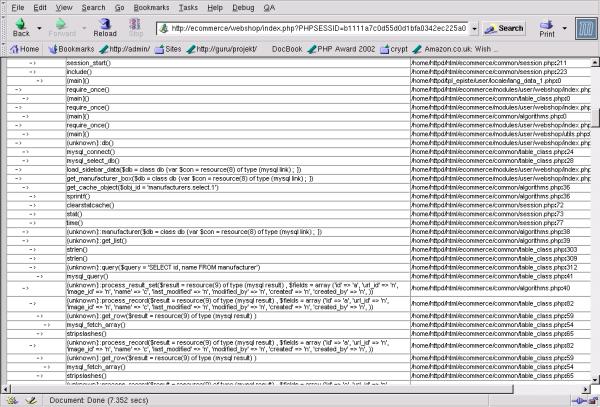 File Edit View Search Go Bookmarks Tasks Help Debug QA
Back Forward Reload Stop http://ecommerce/webshop/index.php?PHPSESSID=b1111a7c0d55d0d1bfa0342ec225a0 Search Print
Home Bookmarks http://admin/ Sites http://guru/projekt/ DocBook PHP Award 2002 crypt Amazon.co.uk: Wish ...
-> session_start() /home/httpd/html/ecommerce/common/session.php:211
-> include() /home/httpd/html/ecommerce/common/session.php:223
-> (main)() /home/httpd/tpl_episte/user/locale/lang_data_1.php:0
-> require_once() /home/httpd/html/ecommerce/modules/user/webshop/index.php
-> (main)() /home/httpd/html/ecommerce/common/table_class.php:0
-> require_once() /home/httpd/html/ecommerce/modules/user/webshop/index.php
-> (main)() /home/httpd/html/ecommerce/common/algorithms.php:0
-> require_once() /home/httpd/html/ecommerce/modules/user/webshop/index.php
-> (main)() /home/httpd/html/ecommerce/modules/user/webshop/utils.php
-> (unknown):db() /home/httpd/html/ecommerce/modules/user/webshop/index.php
-> mysql_connect() /home/httpd/html/ecommerce/common/table_class.php:24
-> mysql_select_db() /home/httpd/html/ecommerce/common/table_class.php:28
-> load_sidebar_data($db = class db {var $con = resource(8) of type (mysql link) ; }) /home/httpd/html/ecommerce/modules/user/webshop/index.php
-> get_manufacturer_box($db = class db {var $con = resource(8) of type (mysql link) ; }) /home/httpd/html/ecommerce/modules/user/webshop/index.php
-> get_cache_object($obj_id = 'manufacturers.select.1') /home/httpd/html/ecommerce/common/algorithms.php:36
-> sprintf() /home/httpd/html/ecommerce/common/algorithms.php:36
-> clearstatcache() /home/httpd/html/ecommerce/common/session.php:72
-> stat() /home/httpd/html/ecommerce/common/session.php:73
-> time() /home/httpd/html/ecommerce/common/session.php:77
-> (unknown):manufacturer($db = class db {var $con = resource(8) of type (mysql link) ; }) /home/httpd/html/ecommerce/common/algorithms.php:38
-> (unknown):get_list() /home/httpd/html/ecommerce/common/algorithms.php:39
-> strlen() /home/httpd/html/ecommerce/common/table_class.php:303
-> strlen() /home/httpd/html/ecommerce/common/table_class.php:309
-> (unknown):query($query = 'SELECT id, name FROM manufacturer') /home/httpd/html/ecommerce/common/table_class.php:312
-> mysql_query() /home/httpd/html/ecommerce/common/table_class.php:41
-> (unknown):process_result_set($result = resource(9) of type (mysql result) , $fields = array ('id' => 'a', 'url_id' => 'n', /home/httpd/html/ecommerce/common/algorithms.php:40
'image_id' => 'n', 'name' => 'c', 'last_modified' => 'n', 'modified_by' => 'n', 'created' => 'n', 'created_by' => 'n', ))
-> (unknown):process_record($result = resource(9) of type (mysql result) , $fields = array ('id' => 'a', 'url_id' => 'n', /home/httpd/html/ecommerce/common/table_class.php:82
'image_id' => 'n', 'name' => 'c', 'last_modified' => 'n', 'modified_by' => 'n', 'created' => 'n', 'created_by' => 'n', ))
-> (unknown):get_row($result = resource(9) of type (mysql result) ) /home/httpd/html/ecommerce/common/table_class.php:59
-> mysql_fetch_array() /home/httpd/html/ecommerce/common/table_class.php:54
-> stripslashes() /home/httpd/html/ecommerce/common/table_class.php:65
-> (unknown):process_record($result = resource(9) of type (mysql result) , $fields = array ('id' => 'a', 'url_id' => 'n', /home/httpd/html/ecommerce/common/table_class.php:82
'image_id' => 'n', 'name' => 'c', 'last_modified' => 'n', 'modified_by' => 'n', 'created' => 'n', 'created_by' => 'n', ))
-> (unknown):get_row($result = resource(9) of type (mysql result) ) /home/httpd/html/ecommerce/common/table_class.php:59
-> mysql_fetch_array() /home/httpd/html/ecommerce/common/table_class.php:54
-> stripslashes() /home/httpd/html/ecommerce/common/table_class.php:65
Document: Done (7.352 secs)